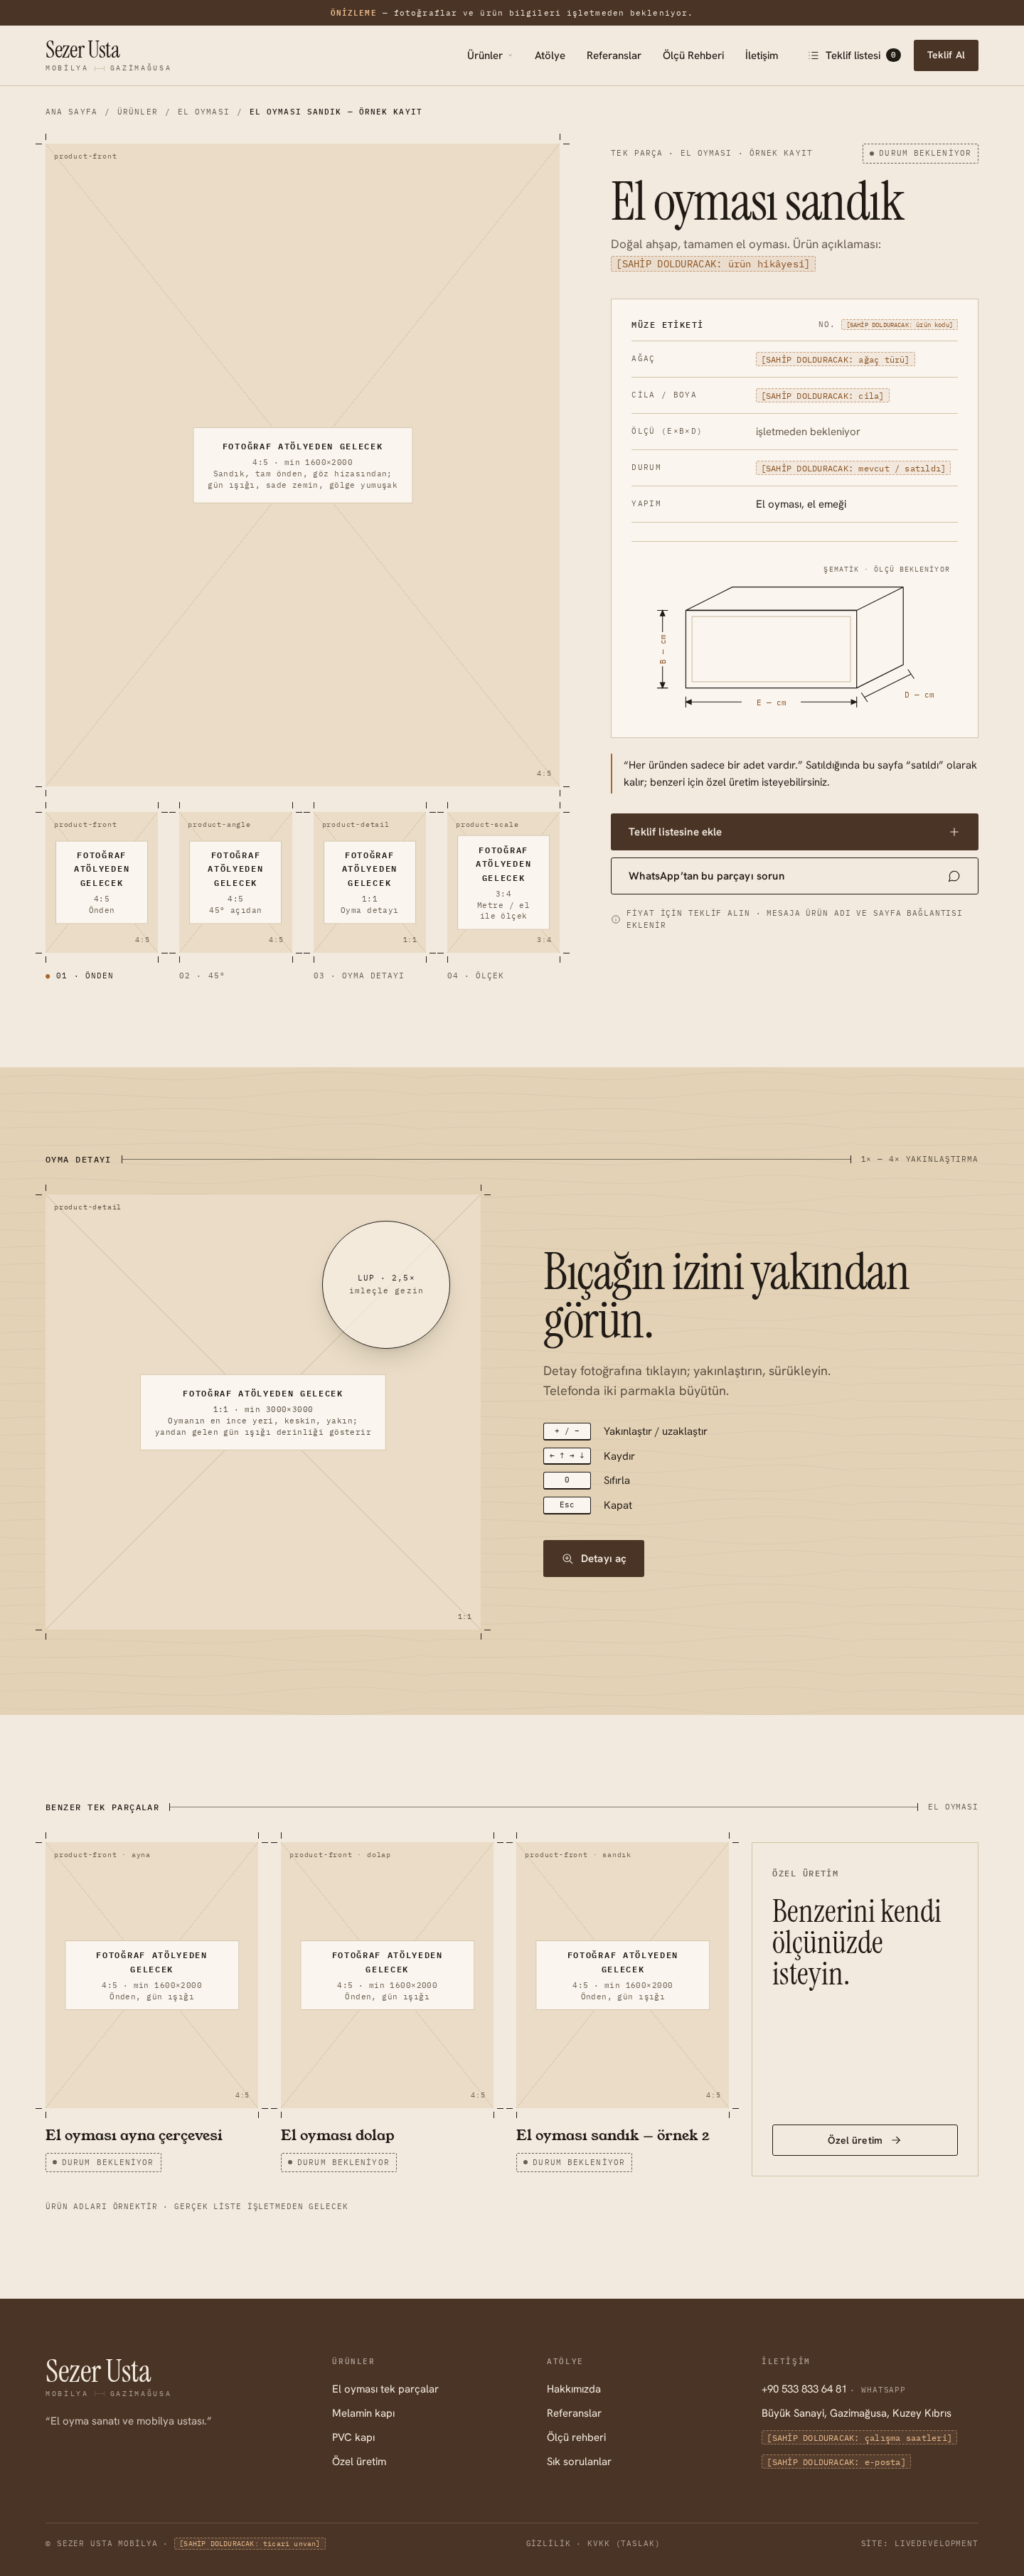 ÖNİZLEME — fotoğraflar ve ürün bilgileri işletmeden bekleniyor.
Sezer Usta
MOBİLYA GAZİMAĞUSA
Ürünler
Atölye
Referanslar
Ölçü Rehberi
İletişim
Teklif listesi 0
Teklif Al
ANA SAYFA / ÜRÜNLER / EL OYMASI / EL OYMASI SANDIK — ÖRNEK KAYIT
product-front
FOTOĞRAF ATÖLYEDEN GELECEK
4:5 · min 1600×2000
Sandık, tam önden, göz hizasından;
gün ışığı, sade zemin, gölge yumuşak
4:5
product-front
FOTOĞRAF
ATÖLYEDEN
GELECEK
4:5
Önden
4:5
01 · ÖNDEN
product-angle
FOTOĞRAF
ATÖLYEDEN
GELECEK
4:5
45° açıdan
4:5
02 · 45°
product-detail
FOTOĞRAF
ATÖLYEDEN
GELECEK
1:1
Oyma detayı
1:1
03 · OYMA DETAYI
product-scale
FOTOĞRAF
ATÖLYEDEN
GELECEK
3:4
Metre / el
ile ölçek
3:4
04 · ÖLÇEK
TEK PARÇA · EL OYMASI · ÖRNEK KAYIT
DURUM BEKLENİYOR
El oyması sandık
Doğal ahşap, tamamen el oyması. Ürün açıklaması:
[SAHİP DOLDURACAK: ürün hikâyesi]
MÜZE ETİKETİ
NO. [SAHİP DOLDURACAK: ürün kodu]
AĞAÇ [SAHİP DOLDURACAK: ağaç türü]
CİLA / BOYA [SAHİP DOLDURACAK: cila]
ÖLÇÜ (E×B×D) işletmeden bekleniyor
DURUM [SAHİP DOLDURACAK: mevcut / satıldı]
YAPIM El oyması, el emeği
ŞEMATİK · ÖLÇÜ BEKLENİYOR
B — cm
E — cm
D — cm
“Her üründen sadece bir adet vardır.” Satıldığında bu sayfa “satıldı” olarak
kalır; benzeri için özel üretim isteyebilirsiniz.
Teklif listesine ekle
WhatsApp’tan bu parçayı sorun
FİYAT İÇİN TEKLİF ALIN · MESAJA ÜRÜN ADI VE SAYFA BAĞLANTISI
EKLENİR
OYMA DETAYI
1× — 4× YAKINLAŞTIRMA
product-detail
LUP · 2,5×
imleçle gezin
FOTOĞRAF ATÖLYEDEN GELECEK
1:1 · min 3000×3000
Oymanın en ince yeri, keskin, yakın;
yandan gelen gün ışığı derinliği gösterir
1:1
Bıçağın izini yakından
görün.
Detay fotoğrafına tıklayın; yakınlaştırın, sürükleyin.
Telefonda iki parmakla büyütün.
+ / − Yakınlaştır / uzaklaştır
← ↑ → ↓ Kaydır
0 Sıfırla
Esc Kapat
Detayı aç
BENZER TEK PARÇALAR
EL OYMASI
product-front · ayna
FOTOĞRAF ATÖLYEDEN
GELECEK
4:5 · min 1600×2000
Önden, gün ışığı
4:5
El oyması ayna çerçevesi
DURUM BEKLENİYOR
product-front · dolap
FOTOĞRAF ATÖLYEDEN
GELECEK
4:5 · min 1600×2000
Önden, gün ışığı
4:5
El oyması dolap
DURUM BEKLENİYOR
product-front · sandık
FOTOĞRAF ATÖLYEDEN
GELECEK
4:5 · min 1600×2000
Önden, gün ışığı
4:5
El oyması sandık — örnek 2
DURUM BEKLENİYOR
ÖZEL ÜRETİM
Benzerini kendi
ölçünüzde
isteyin.
Özel üretim →
ÜRÜN ADLARI ÖRNEKTİR · GERÇEK LİSTE İŞLETMEDEN GELECEK
Sezer Usta
MOBİLYA GAZİMAĞUSA
“El oyma sanatı ve mobilya ustası.”
ÜRÜNLER
El oyması tek parçalar
Melamin kapı
PVC kapı
Özel üretim
ATÖLYE
Hakkımızda
Referanslar
Ölçü rehberi
Sık sorulanlar
İLETİŞİM
+90 533 833 64 81 · WHATSAPP
Büyük Sanayi, Gazimağusa, Kuzey Kıbrıs
[SAHİP DOLDURACAK: çalışma saatleri]
[SAHİP DOLDURACAK: e-posta]
© SEZER USTA MOBİLYA · [SAHİP DOLDURACAK: ticari unvan]
GİZLİLİK · KVKK (TASLAK)
SİTE: LIVEDEVELOPMENT